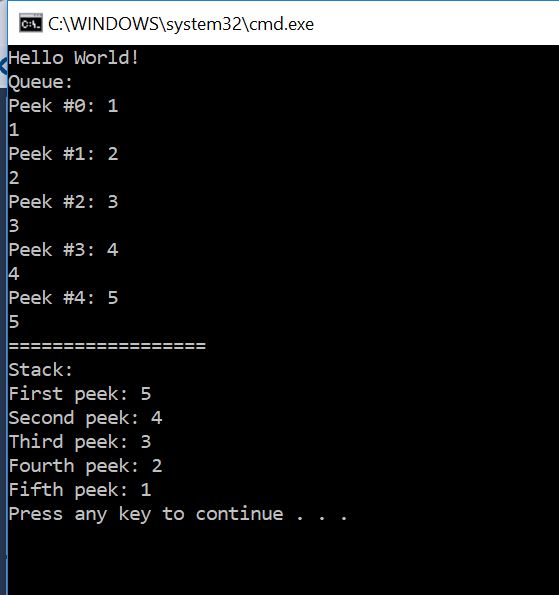 C:\WINDOWS\system32\cmd.exe
Hello World!
Queue:
Peek #0: 1
1
Peek #1: 2
2
Peek #2: 3
3
Peek #3: 4
4
Peek #4: 5
5
==================
Stack:
First peek: 5
Second peek: 4
Third peek: 3
Fourth peek: 2
Fifth peek: 1
Press any key to continue . . .